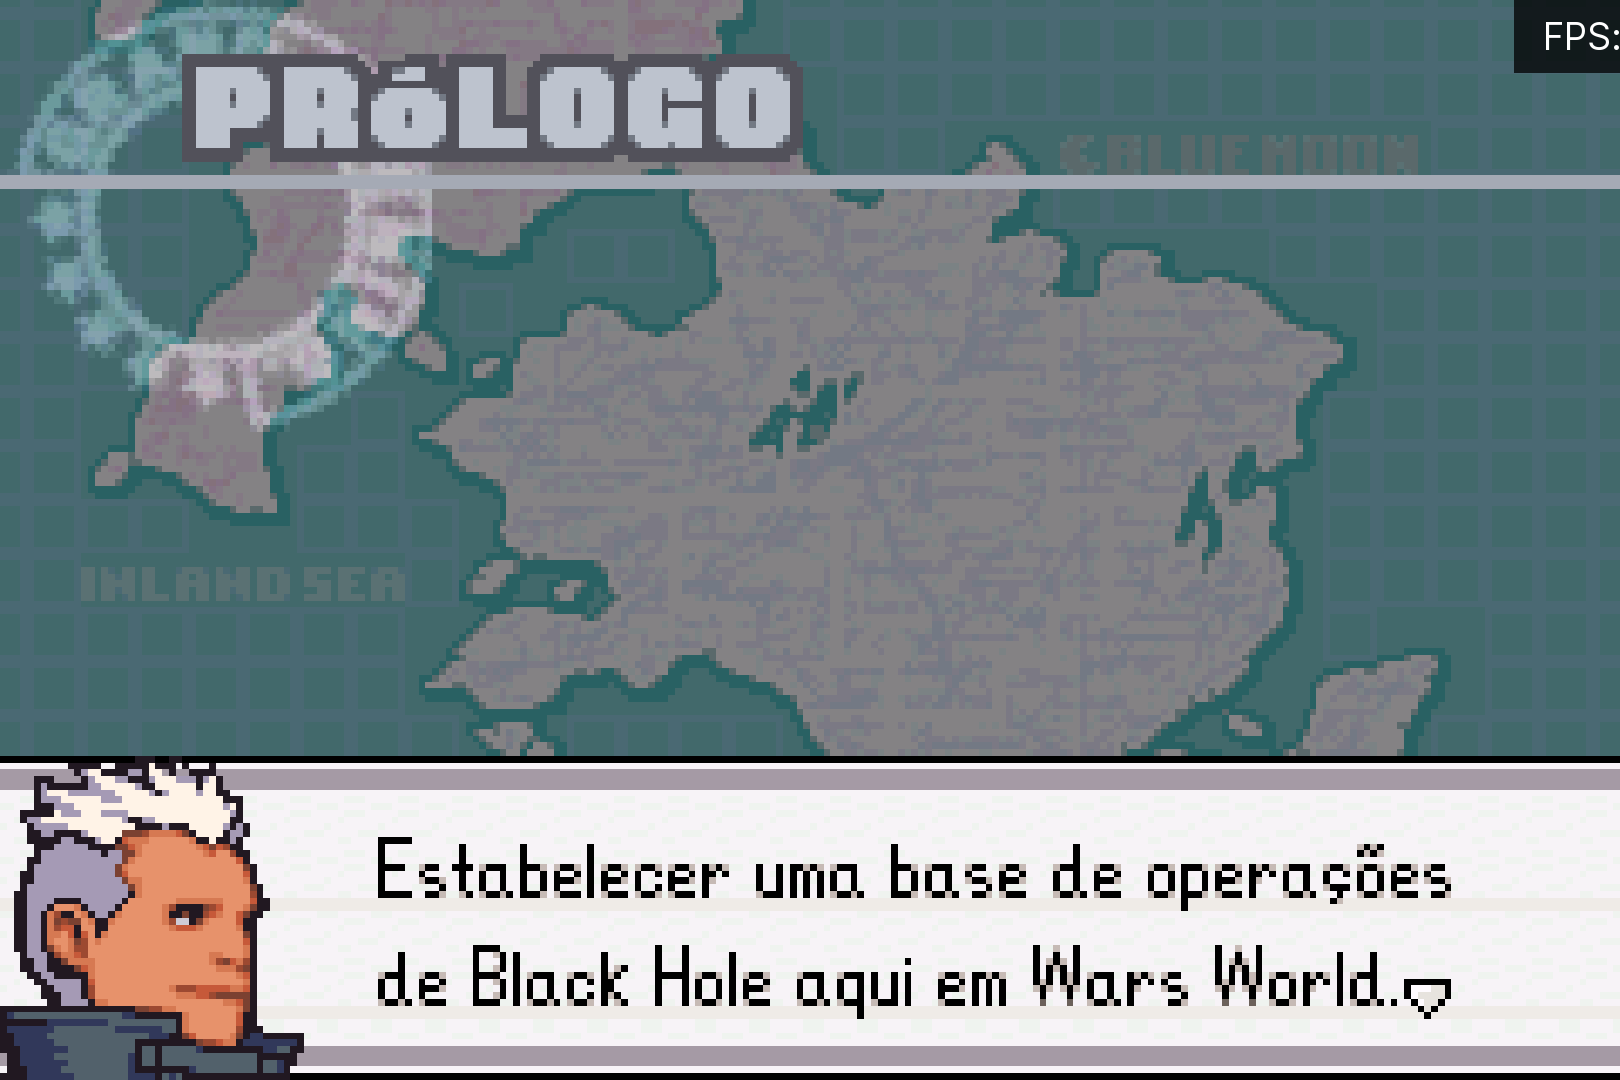 FPS:
PRóLOGO
BLUE MOON
INLAND SEA
Estabelecer uma base de operações
de Black Hole aqui em Wars World.